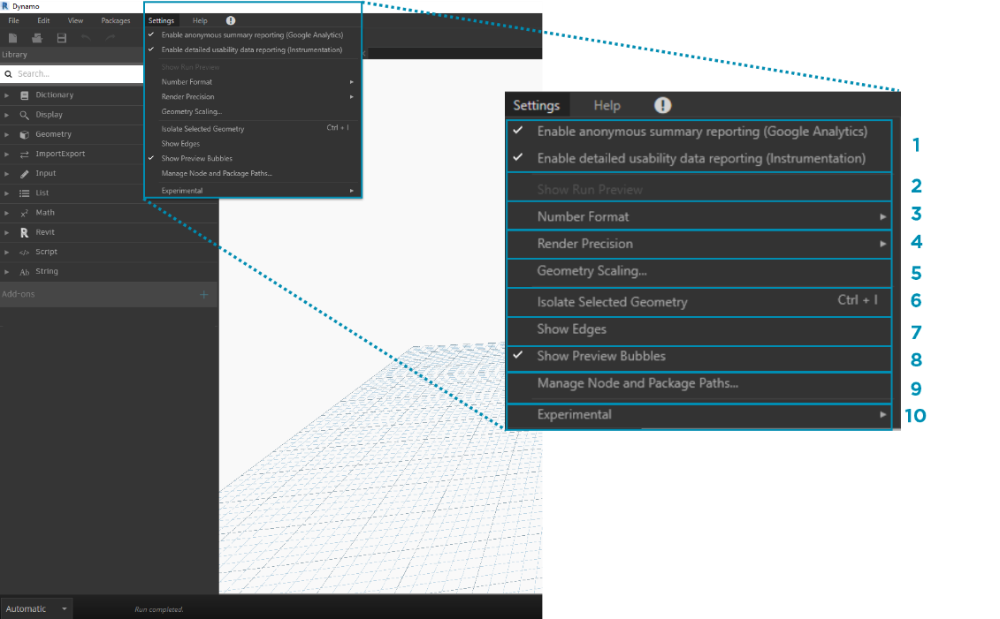 R Dynamo
File Edit View Packages Settings Help !
Library
Search...
Dictionary
Display
Geometry
ImportExport
Input
List
x² Math
R Revit
</> Script
Ab String
Add-ons +
Enable anonymous summary reporting (Google Analytics)
Enable detailed usability data reporting (Instrumentation)
Show Run Preview
Number Format
Render Precision
Geometry Scaling...
Isolate Selected Geometry Ctrl + I
Show Edges
Show Preview Bubbles
Manage Node and Package Paths...
Experimental
Settings Help !
Enable anonymous summary reporting (Google Analytics)
1
Enable detailed usability data reporting (Instrumentation)
Show Run Preview 2
Number Format 3
Render Precision 4
Geometry Scaling... 5
Isolate Selected Geometry Ctrl + I 6
Show Edges 7
Show Preview Bubbles 8
Manage Node and Package Paths... 9
Experimental 10
Automatic Run completed.